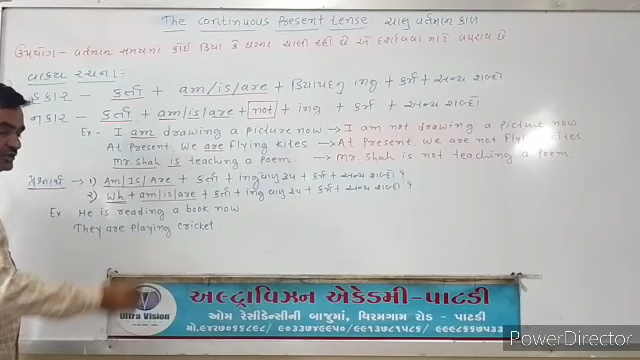 The continuous Present tense: ચાલુ વર્તમાન કાળ
ઉપયોગ - વર્તમાન સમયમાં કોઈ ક્રિયા કે ઘટના ચાલી રહી છે એ દર્શાવવા માટે વપરાય છે
વાક્ય રચના:
હકાર - કર્તા + am/is/are + ક્રિયાપદનુ ing + કર્મ + અન્ય શબ્દો.
નકાર - કર્તા + am/is/are + not + ing + કર્મ + અન્ય શબ્દો
Ex- I am drawing a picture now → I am not drawing a picture now
At present. we are flying kites → At Present. we are not flying kites.
Mr. shah is teaching a poem → Mr. shah is not teaching a poem.
પ્રશ્નાર્થ → ૧) Am/Is/Are + કર્તા + ing વાળુ રૂપ + કર્મ + અન્ય શબ્દો ?
૨) Wh + am/is/are + કર્તા + ing વાળુ રૂપ + કર્મ + અન્ય શબ્દો ?
Ex. He is reading a book now.
They are playing cricket.
Ultra Vision
અલ્ટ્રાવિઝન એકેડમી - પાટડી
ઓમ રેસીડેન્સીની બાજુમાં, વિરમગામ રોડ - પાટડી
PowerDirector